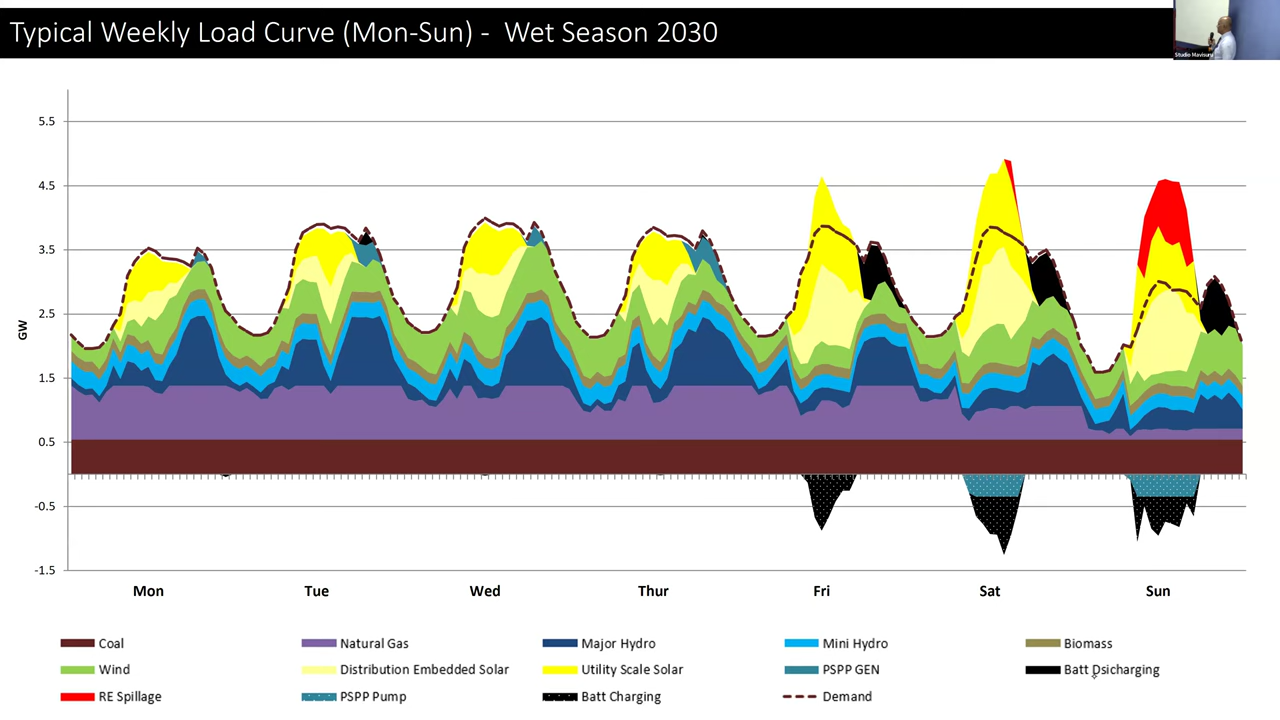 Typical Weekly Load Curve (Mon-Sun) - Wet Season 2030
Studio Mavisuru
GW
5.5
4.5
3.5
2.5
1.5
0.5
-0.5
-1.5
Mon Tue Wed Thur Fri Sat Sun
Coal Natural Gas Major Hydro Mini Hydro Biomass
Wind Distribution Embedded Solar Utility Scale Solar PSPP GEN Batt Dsicharging
RE Spillage PSPP Pump Batt Charging Demand